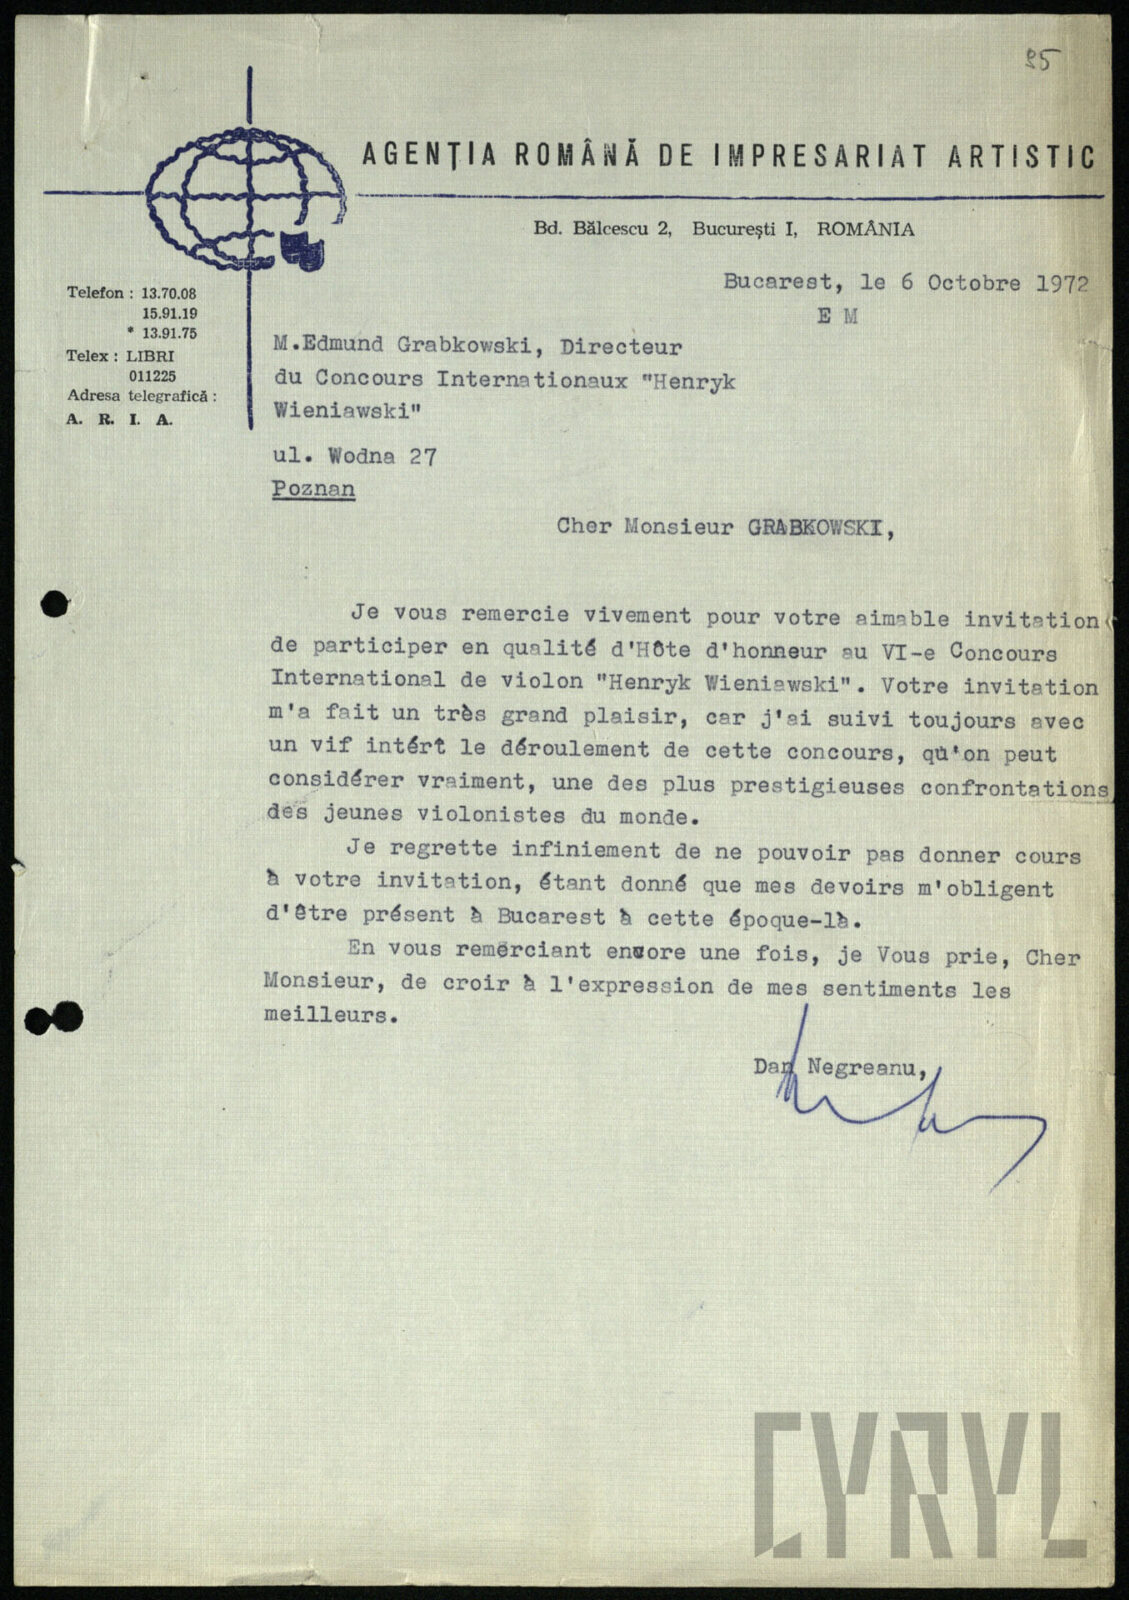 95
AGENȚIA ROMÂNĂ DE IMPRESARIAT ARTISTIC
Bd. Bălcescu 2, București I, ROMÂNIA
Telefon : 13.70.08
15.91.19
* 13.91.75
Telex : LIBRI
011225
Adresa telegrafică :
A. R. I. A.
Bucarest, le 6 Octobre 1972
E M
M.Edmund Grabkowski, Directeur
du Concours Internationaux "Henryk
Wieniawski"
ul. Wodna 27
Poznan
Cher Monsieur GRABKOWSKI,
Je vous remercie vivement pour votre aimable invitation
de participer en qualité d'Hôte d'honneur au VI-e Concours
International de violon "Henryk Wieniawski". Votre invitation
m'a fait un très grand plaisir, car j'ai suivi toujours avec
un vif intért le déroulement de cette concours, qu'on peut
considérer vraiment, une des plus prestigieuses confrontations
des jeunes violonistes du monde.
Je regrette infiniement de ne pouvoir pas donner cours
à votre invitation, étant donné que mes devoirs m'obligent
d'être présent à Bucarest à cette époque-là.
En vous remerciant encore une fois, je Vous prie, Cher
Monsieur, de croir à l'expression de mes sentiments les
meilleurs.
Dan Negreanu,
CYRYL